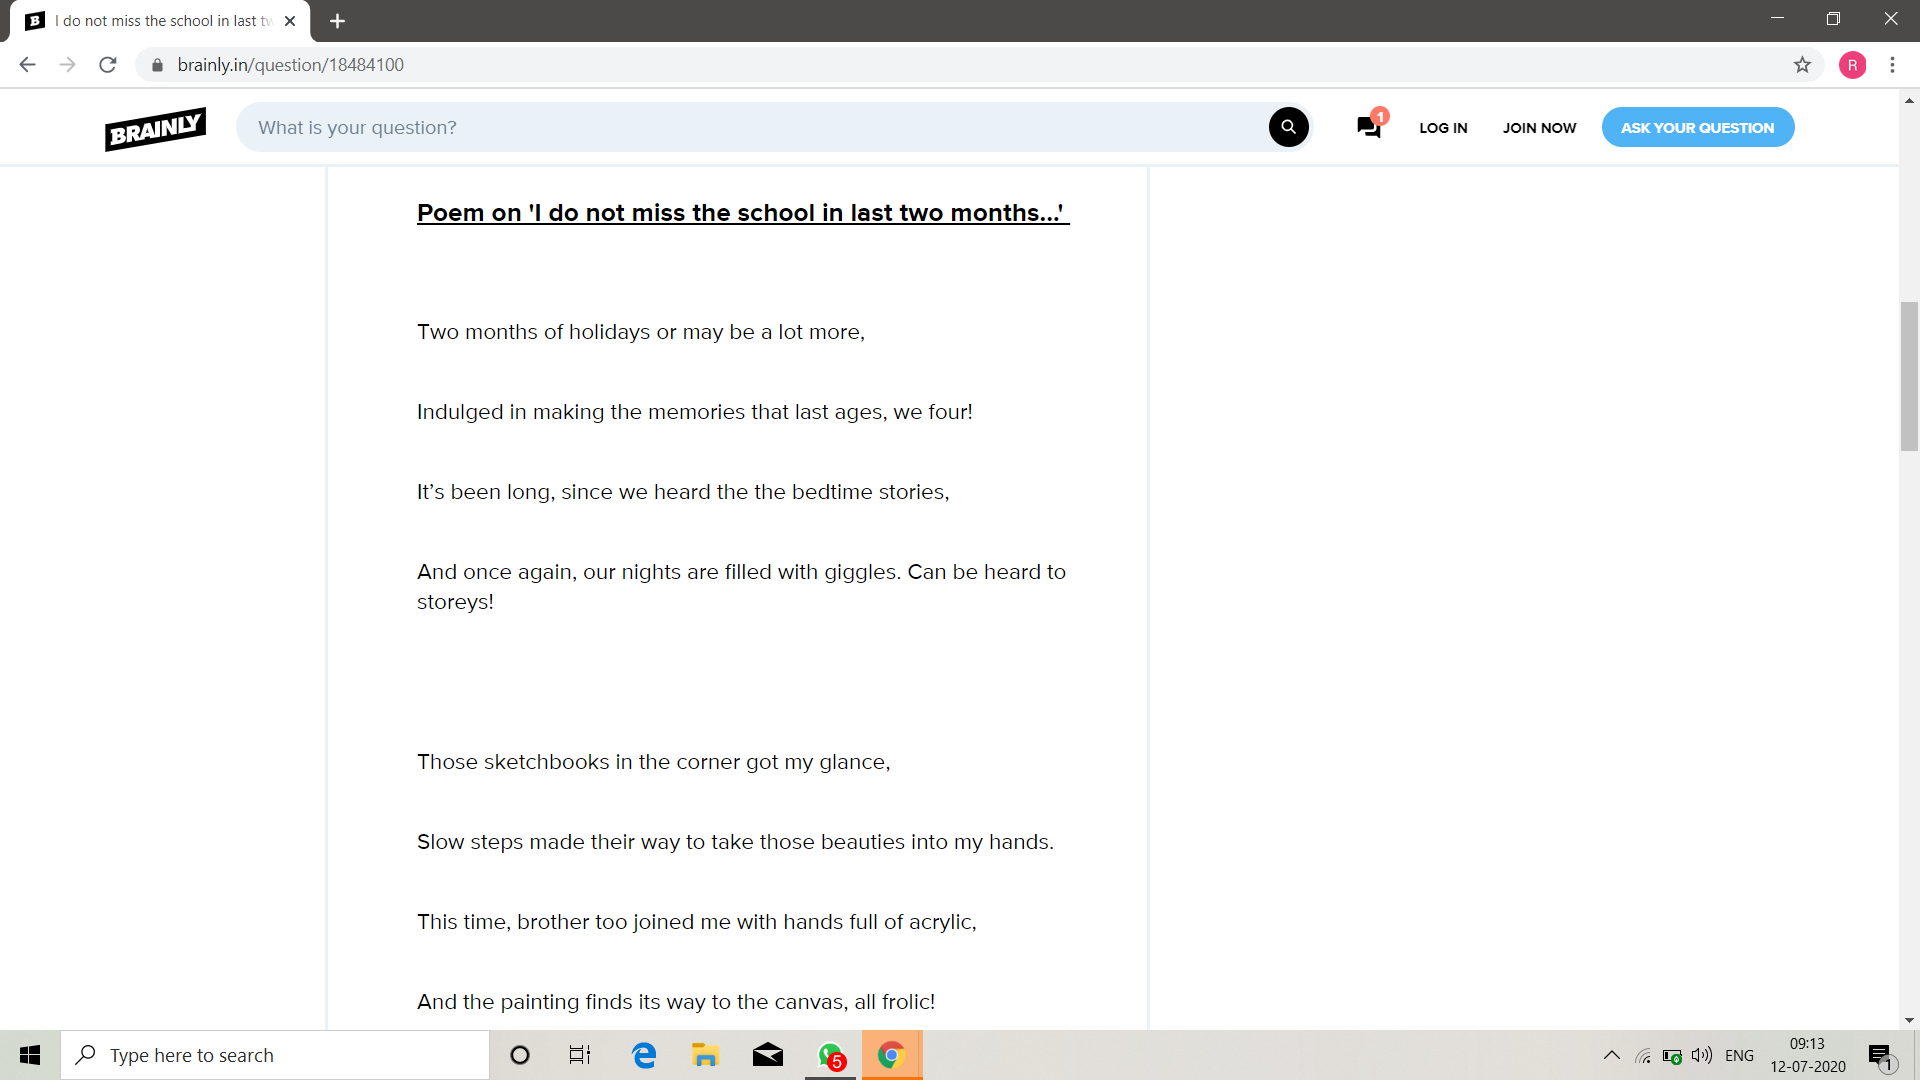 I do not miss the school in last tw
brainly.in/question/18484100
R
BRAINLY
What is your question?
1
LOG IN
JOIN NOW
ASK YOUR QUESTION
Poem on 'I do not miss the school in last two months...'
Two months of holidays or may be a lot more,
Indulged in making the memories that last ages, we four!
It’s been long, since we heard the the bedtime stories,
And once again, our nights are filled with giggles. Can be heard to
storeys!
Those sketchbooks in the corner got my glance,
Slow steps made their way to take those beauties into my hands.
This time, brother too joined me with hands full of acrylic,
And the painting finds its way to the canvas, all frolic!
Type here to search
5
ENG
09:13
12-07-2020
1